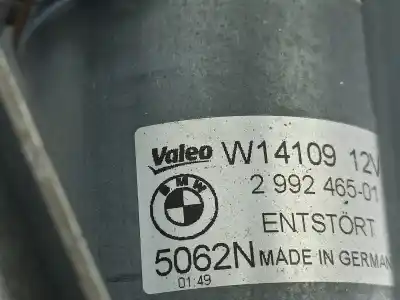 Valeo W14109 12V
BMW
2 992 465-01
ENTSTÖRT
5062N MADE IN GERMAN
01:49